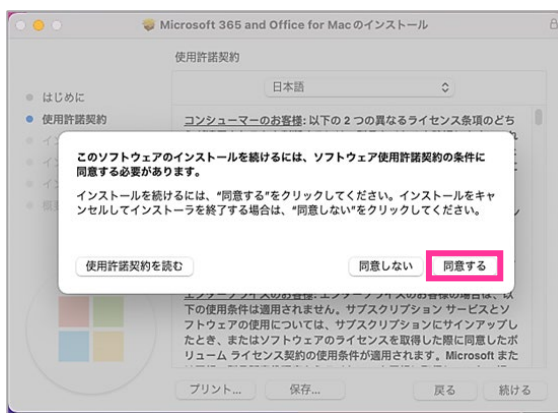 Microsoft 365 and Office for Mac のインストール
使用許諾契約
日本語
はじめに
使用許諾契約
コンシューマーのお客様: 以下の 2 つの異なるライセンス条項のどち
このソフトウェアのインストールを続けるには、ソフトウェア使用許諾契約の条件に
同意する必要があります。
インストールを続けるには、“同意する”をクリックしてください。インストールをキャ
ンセルしてインストーラを終了する場合は、“同意しない”をクリックしてください。
使用許諾契約を読む
同意しない
同意する
エンタープライズのお客様: エンタープライズのお客様の場合は、以
下の使用条件は適用されません。サブスクリプション サービスとソ
フトウェアの使用については、サブスクリプションにサインアップし
たとき、またはソフトウェアのライセンスを取得した際に同意したボ
リューム ライセンス契約の使用条件が適用されます。Microsoft また
プリント...
保存...
戻る
続ける